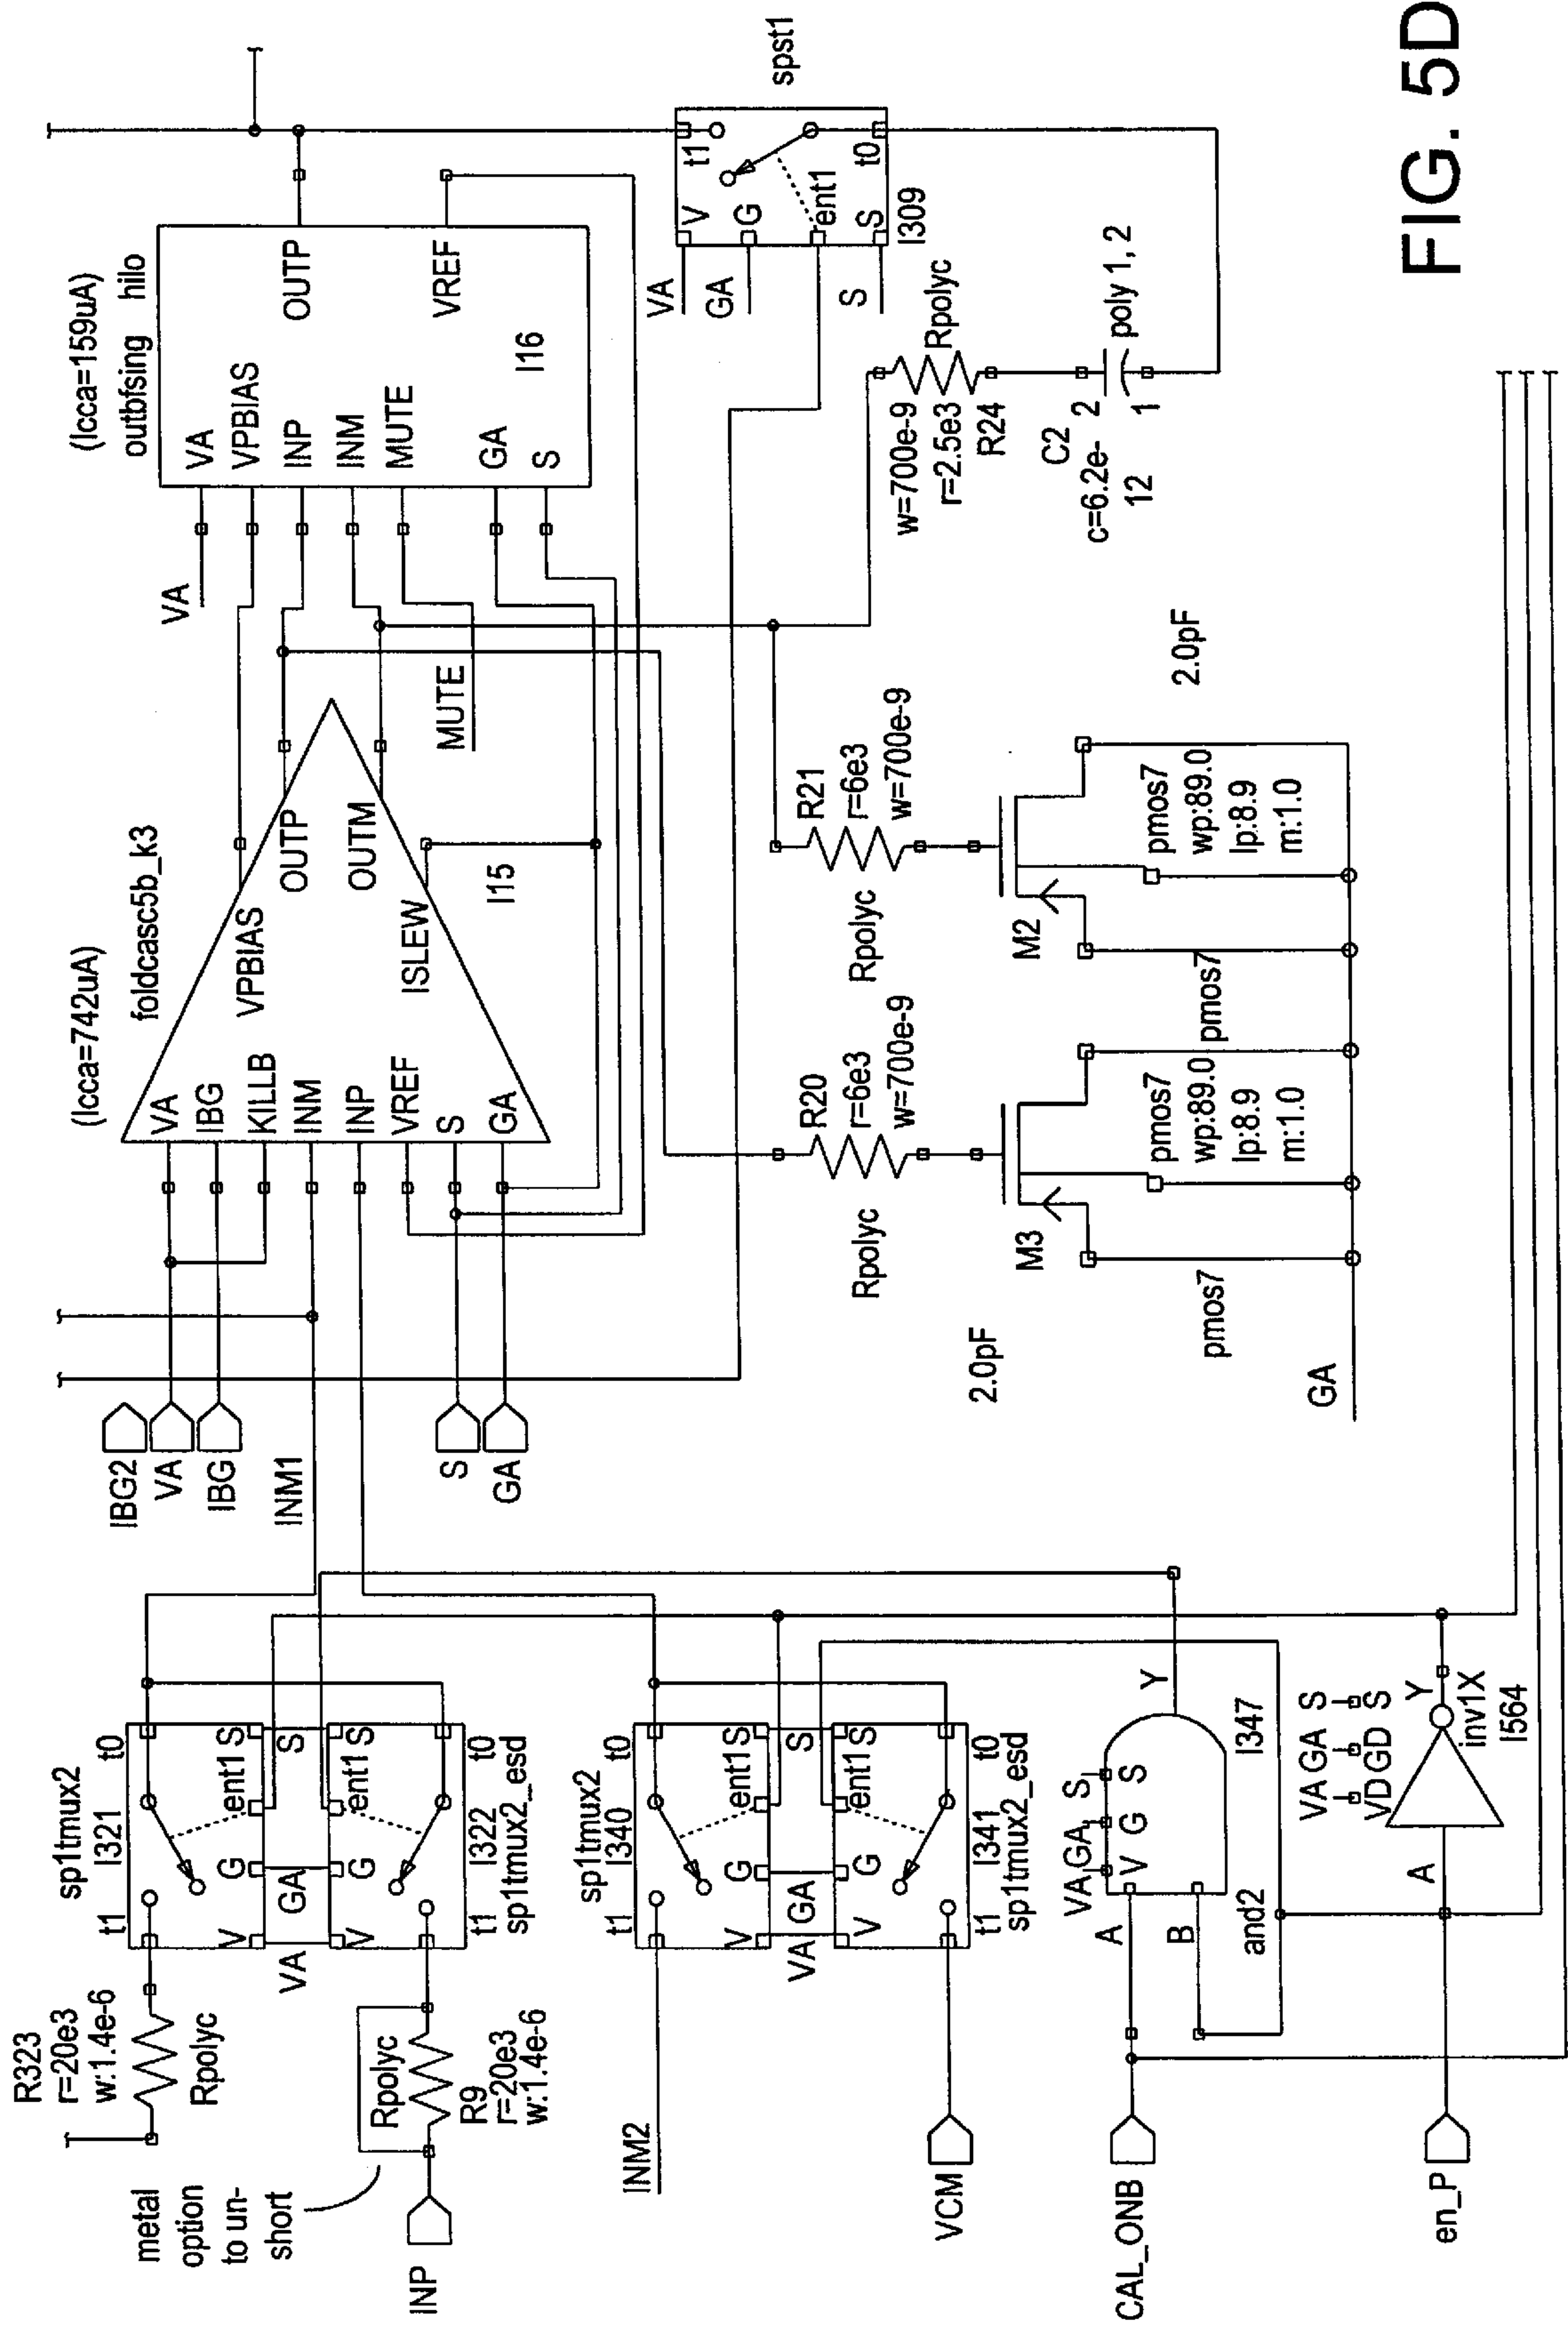 FIG. 5D
R323
r=20e3
w:1.4e-6
Rpolyc
metal
option
to un-
short
INP
Rpolyc
R9
r=20e3
w:1.4e-6
sp1tmux2
I321
t1
t0
V
G
ent1
S
VA
GA
S
V
G
ent1
S
t1
t0
I322
sp1tmux2_esd
INM2
VCM
sp1tmux2
I340
t1
t0
V
G
ent1
S
VA
GA
S
V
G
ent1
S
t1
t0
I341
sp1tmux2_esd
CAL_ONB
A
B
VA
GA
S
V
G
S
Y
and2
I347
en_P
A
VA
GA
S
VD
GD
S
Y
inv1X
I564
IBG2
VA
IBG
INM1
S
GA
(Icca=742uA)
foldcasc5b_k3
VA
IBG
KILLB
INM
INP
VREF
S
GA
VPBIAS
OUTP
OUTM
ISLEW
I15
VA
MUTE
(Icca=159uA)
outbfsing hilo
VA
VPBIAS
INP
INM
MUTE
GA
S
OUTP
VREF
I16
VA
GA
S
V
G
ent1
S
t1
t0
I309
spst1
Rpolyc
w=700e-9
r=2.5e3
R24
C2
c=6.2e-
12
2
1
poly 1, 2
R20
r=6e3
w=700e-9
Rpolyc
R21
r=6e3
w=700e-9
Rpolyc
2.0pF
M3
pmos7
pmos7
wp:89.0
lp:8.9
m:1.0
M2
pmos7
pmos7
wp:89.0
lp:8.9
m:1.0
2.0pF
GA